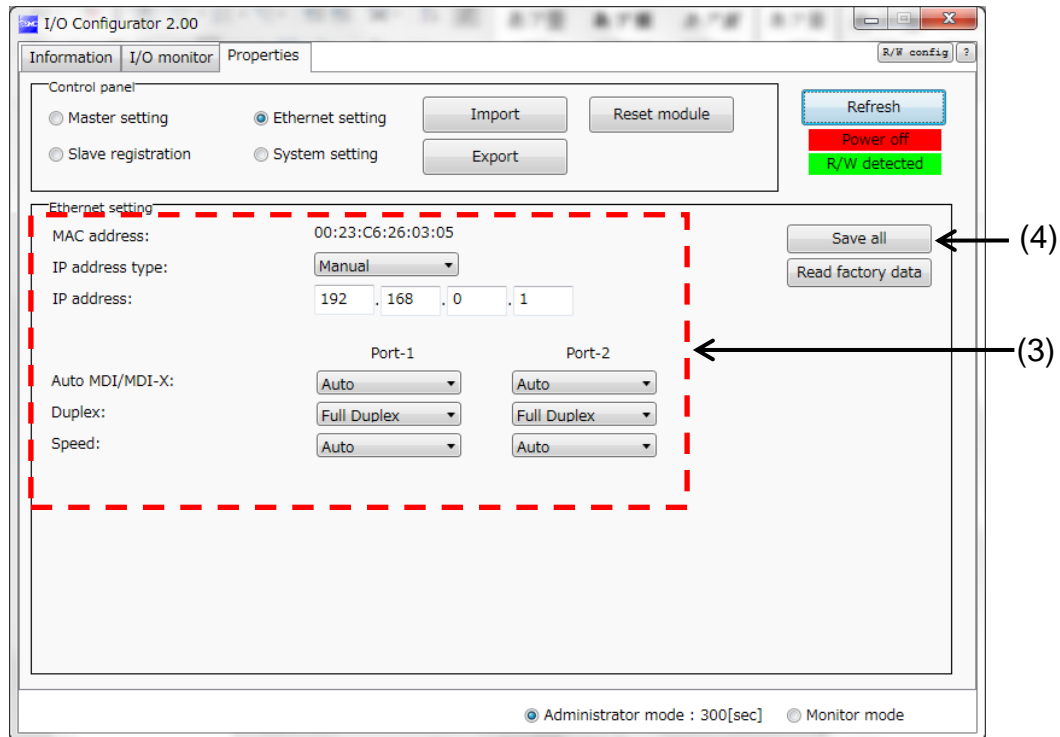 I/O Configurator 2.00
Information I/O monitor Properties R/W config ?
Control panel
Master setting Ethernet setting Import Reset module Refresh
Power off
Slave registration System setting Export R/W detected
Ethernet setting
MAC address: 00:23:C6:26:03:05 Save all (4)
IP address type: Manual Read factory data
IP address: 192 . 168 . 0 . 1
Port-1 Port-2 (3)
Auto MDI/MDI-X: Auto Auto
Duplex: Full Duplex Full Duplex
Speed: Auto Auto
Administrator mode : 300[sec] Monitor mode